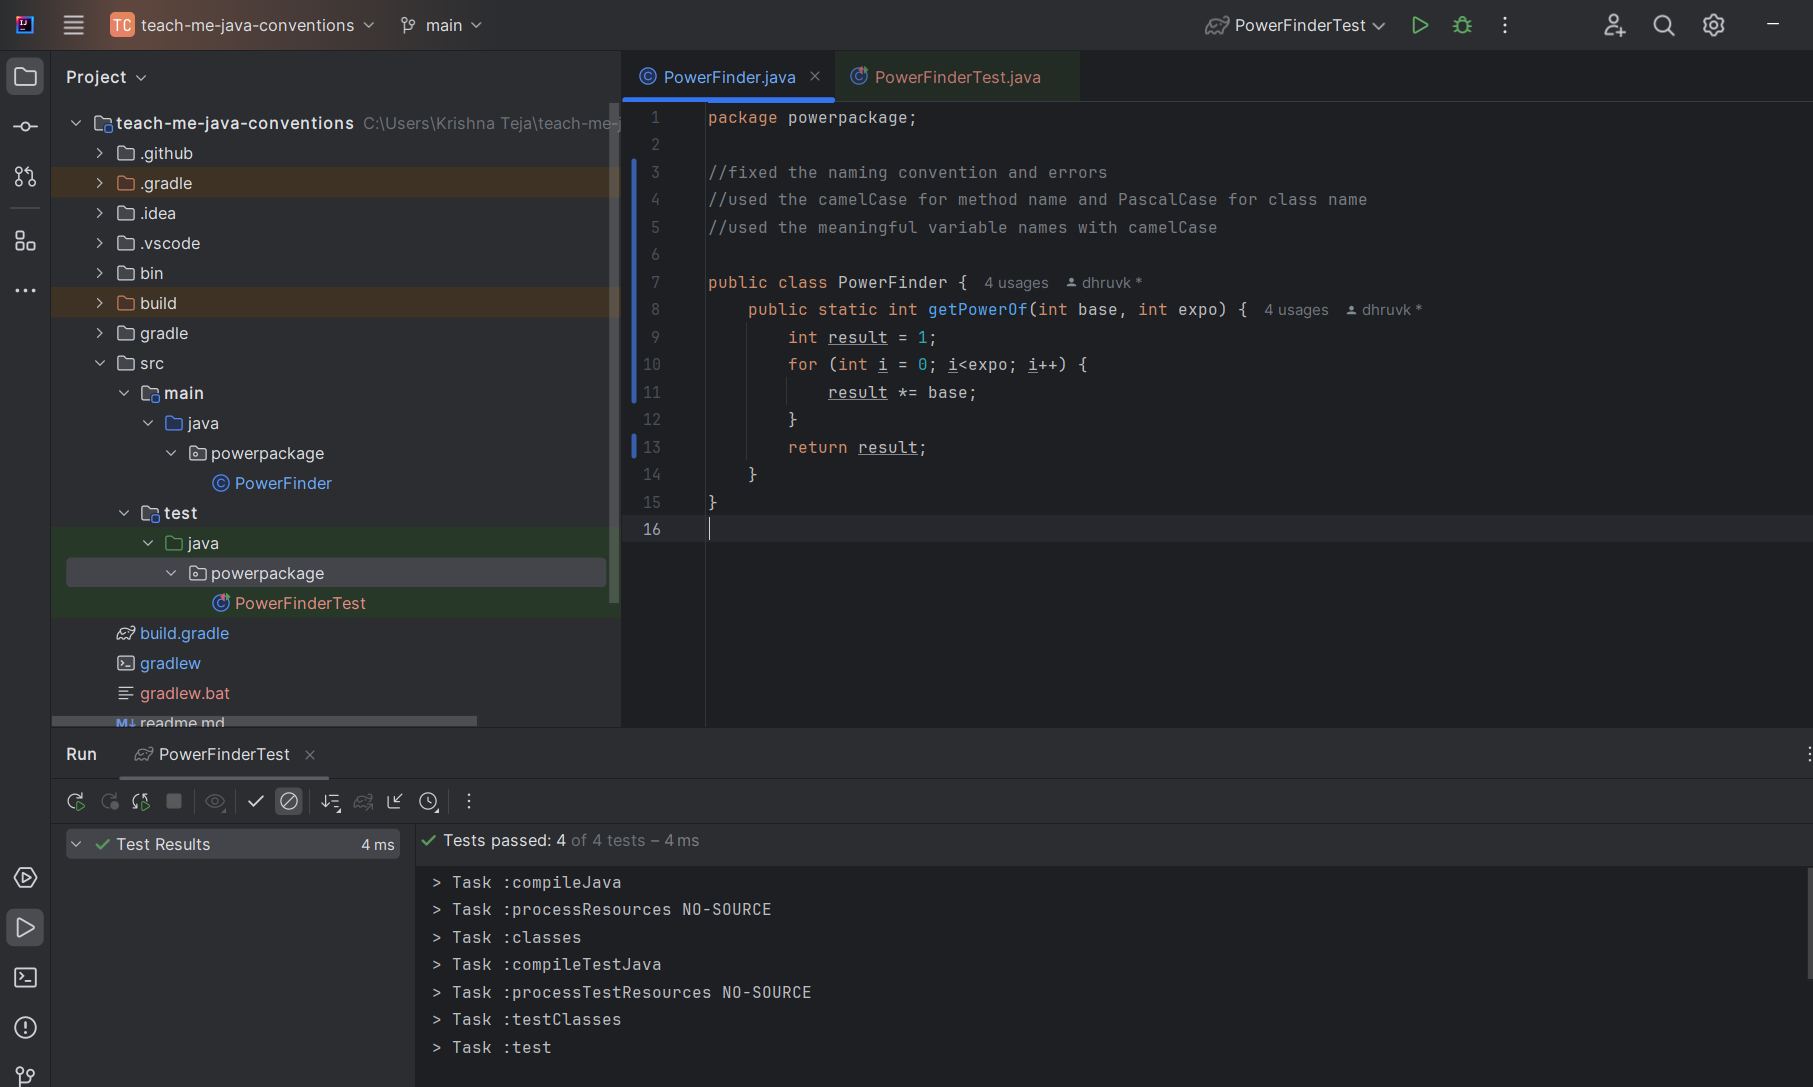 TC teach-me-java-conventions main PowerFinderTest
Project
teach-me-java-conventions C:\Users\Krishna Teja\teach-me-j
.github
.gradle
.idea
.vscode
bin
build
gradle
src
main
java
powerpackage
PowerFinder
test
java
powerpackage
PowerFinderTest
build.gradle
gradlew
gradlew.bat
M↓ readme.md
PowerFinder.java PowerFinderTest.java
1 package powerpackage;
2
3 //fixed the naming convention and errors
4 //used the camelCase for method name and PascalCase for class name
5 //used the meaningful variable names with camelCase
6
7 public class PowerFinder { 4 usages dhruvk *
8 public static int getPowerOf(int base, int expo) { 4 usages dhruvk *
9 int result = 1;
10 for (int i = 0; i<expo; i++) {
11 result *= base;
12 }
13 return result;
14 }
15 }
16
Run PowerFinderTest
Test Results 4 ms
Tests passed: 4 of 4 tests – 4 ms
> Task :compileJava
> Task :processResources NO-SOURCE
> Task :classes
> Task :compileTestJava
> Task :processTestResources NO-SOURCE
> Task :testClasses
> Task :test